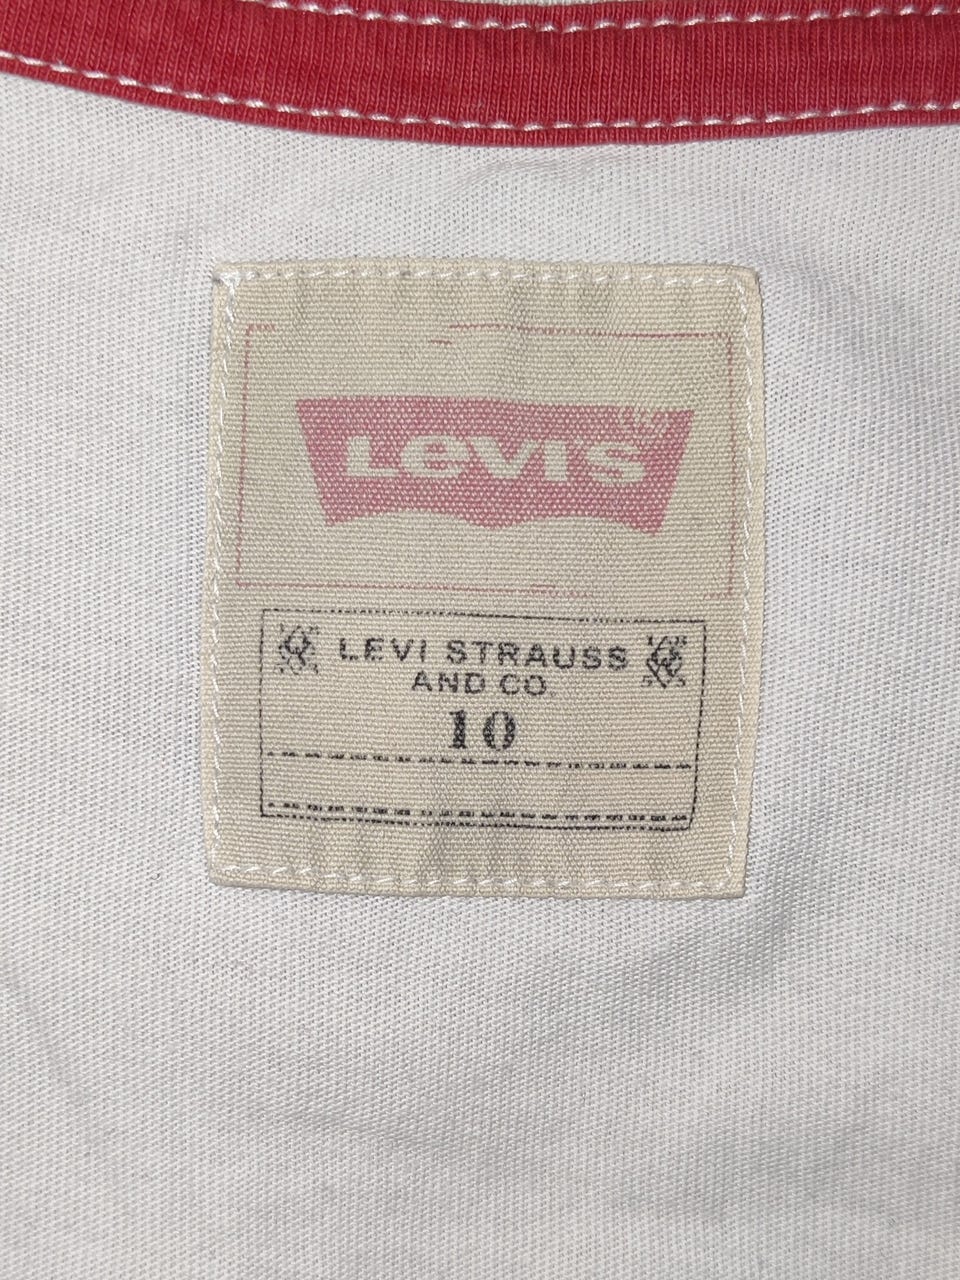 LEVI'S
LEVI STRAUSS
AND CO
10